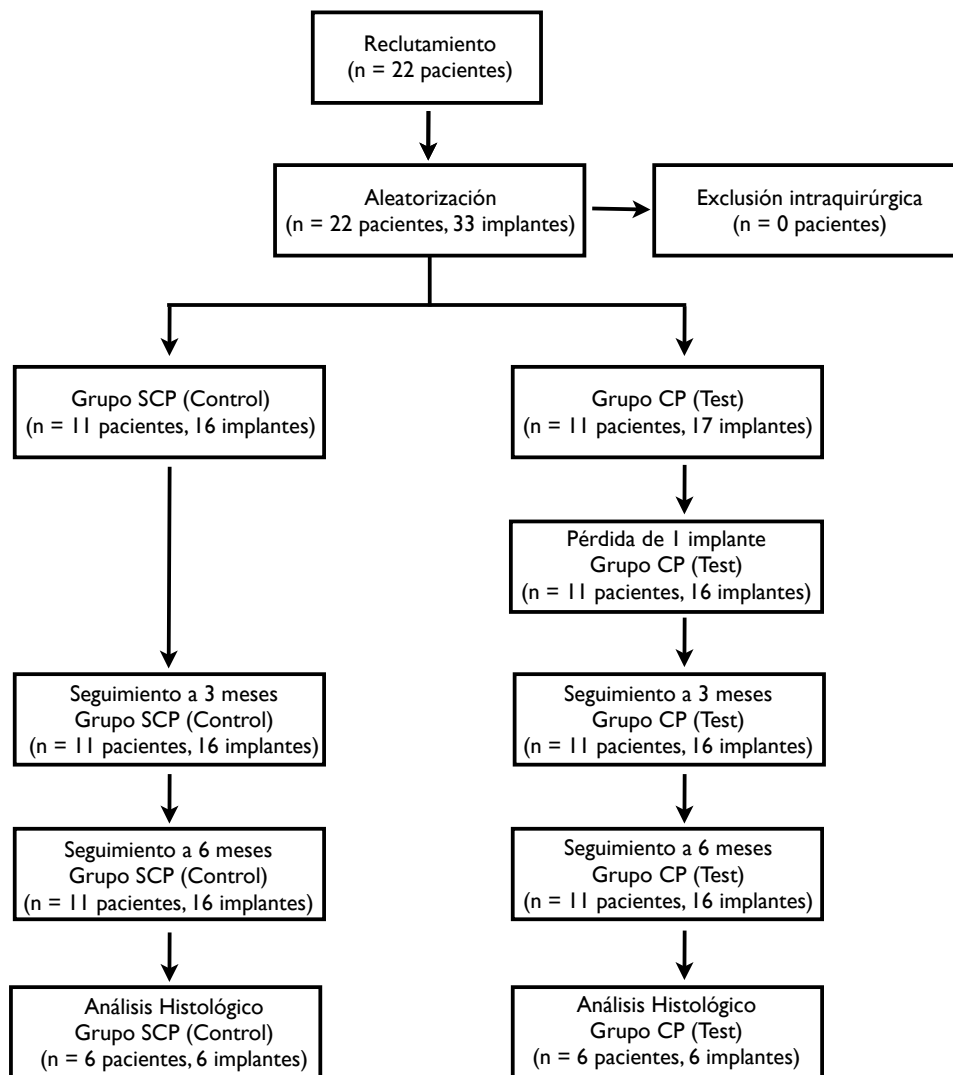 Reclutamiento
(n = 22 pacientes)
Aleatorización
(n = 22 pacientes, 33 implantes)
Exclusión intraquirúrgica
(n = 0 pacientes)
Grupo SCP (Control)
(n = 11 pacientes, 16 implantes)
Grupo CP (Test)
(n = 11 pacientes, 17 implantes)
Pérdida de 1 implante
Grupo CP (Test)
(n = 11 pacientes, 16 implantes)
Seguimiento a 3 meses
Grupo SCP (Control)
(n = 11 pacientes, 16 implantes)
Seguimiento a 3 meses
Grupo CP (Test)
(n = 11 pacientes, 16 implantes)
Seguimiento a 6 meses
Grupo SCP (Control)
(n = 11 pacientes, 16 implantes)
Seguimiento a 6 meses
Grupo CP (Test)
(n = 11 pacientes, 16 implantes)
Análisis Histológico
Grupo SCP (Control)
(n = 6 pacientes, 6 implantes)
Análisis Histológico
Grupo CP (Test)
(n = 6 pacientes, 6 implantes)